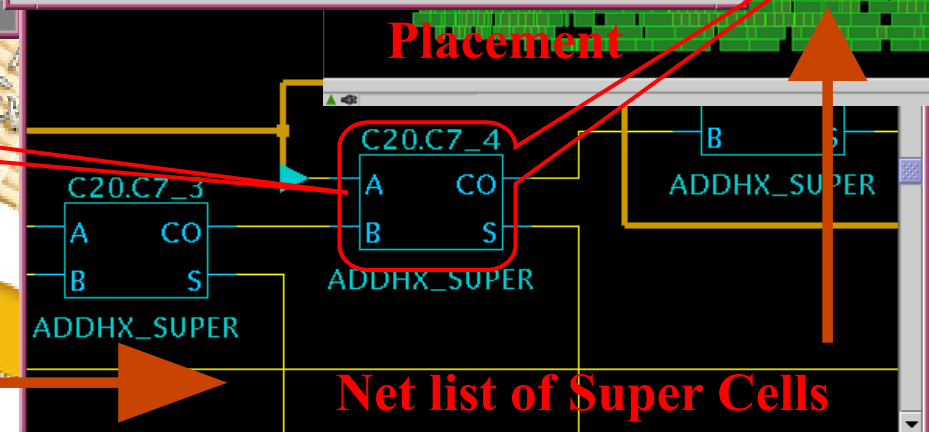 Placement
C20.C7_4
A CO
B S
ADDHX_SUPER
B S
ADDHX_SUPER
C20.C7_3
A CO
B S
ADDHX_SUPER
Net list of Super Cells